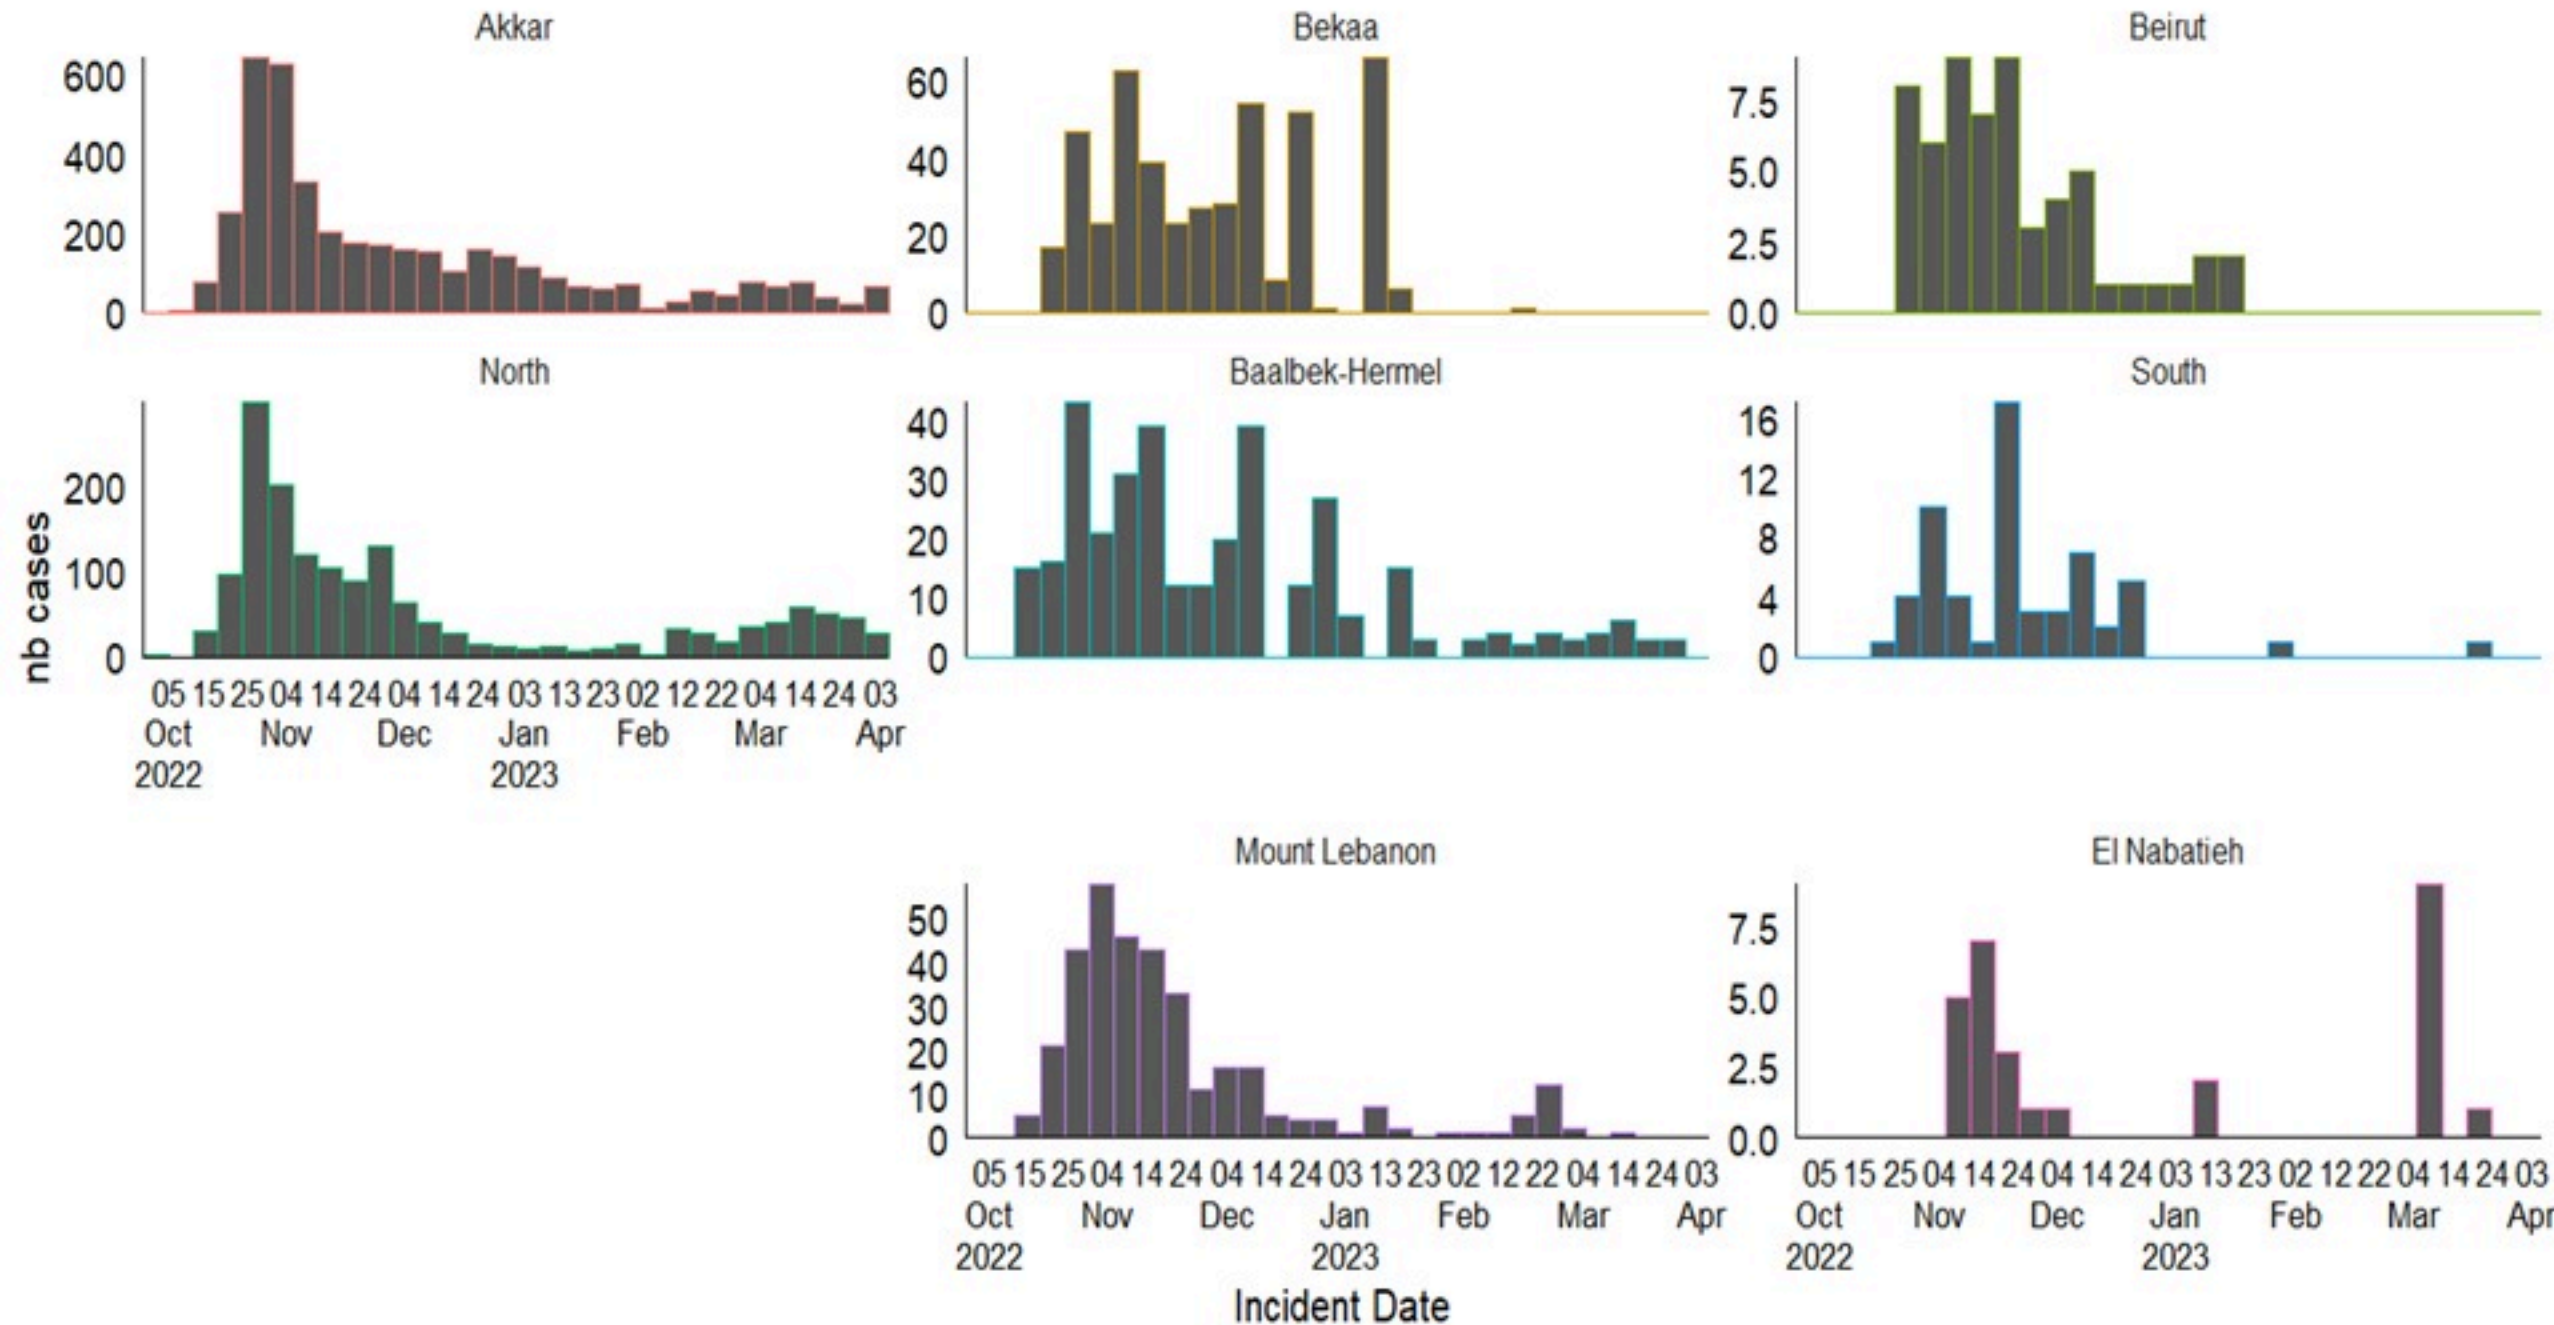 Akkar
600
400
200
0
Bekaa
60
40
20
0
Beirut
7.5
5.0
2.5
0.0
North
200
100
0
05 15 25 04 14 24 04 14 24 03 13 23 02 12 22 04 14 24 03
Oct Nov Dec Jan Feb Mar Apr
2022 2023
nb cases
Baalbek-Hermel
40
30
20
10
0
South
16
12
8
4
0
Mount Lebanon
50
40
30
20
10
0
05 15 25 04 14 24 04 14 24 03 13 23 02 12 22 04 14 24 03
Oct Nov Dec Jan Feb Mar Apr
2022 2023
El Nabatieh
7.5
5.0
2.5
0.0
05 15 25 04 14 24 04 14 24 03 13 23 02 12 22 04 14 24 03
Oct Nov Dec Jan Feb Mar Apr
2022 2023
Incident Date